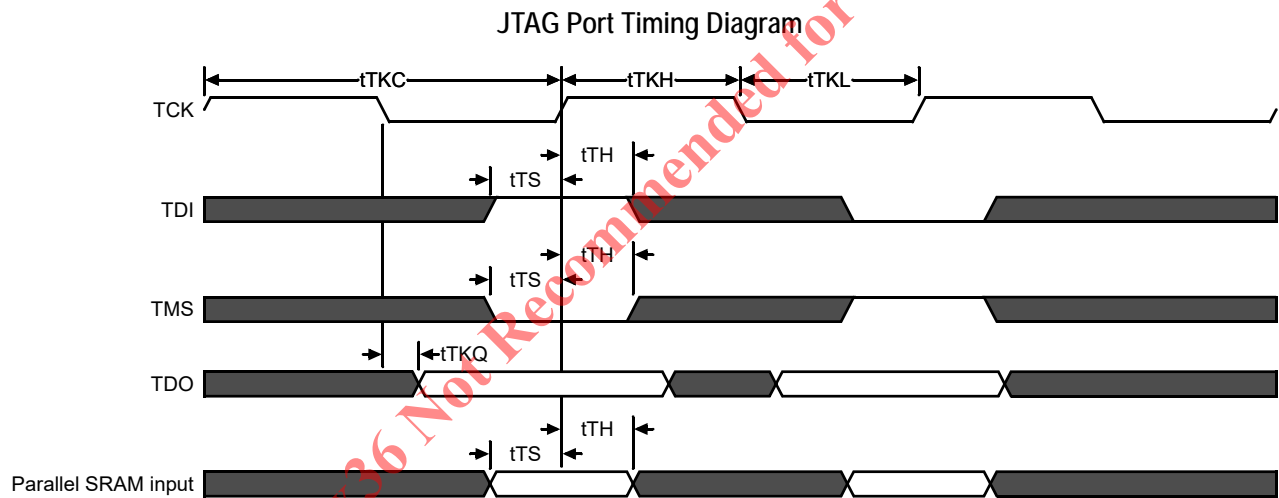 JTAG Port Timing Diagram
tTKC
tTKH
tTKL
TCK
tTH
tTS
TDI
tTH
tTS
TMS
tTKQ
TDO
tTH
tTS
Parallel SRAM input
36 Not Recommended for